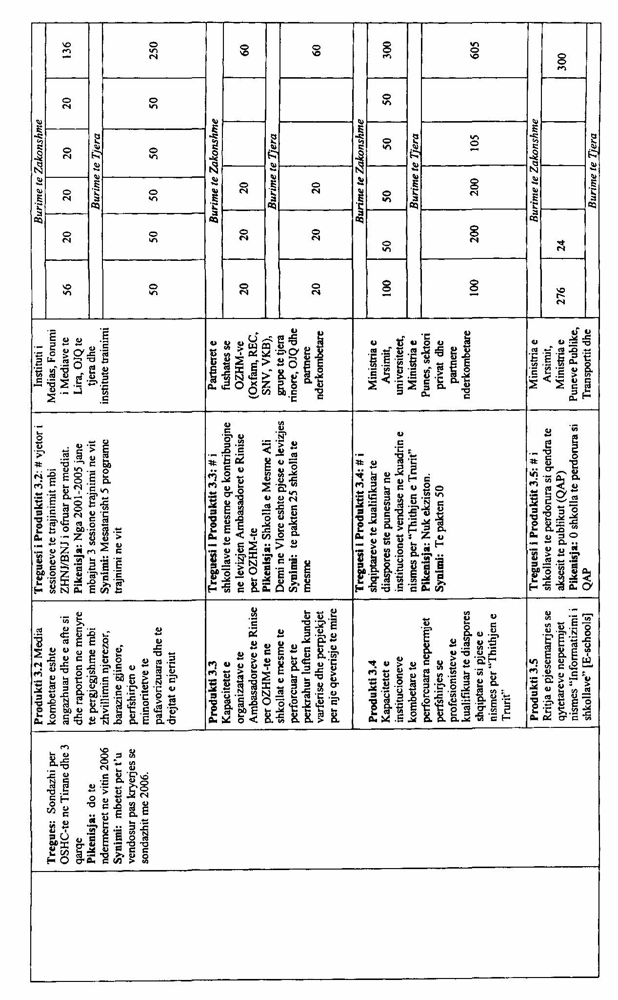 Tregues: Sondazhi per
OSHC-te ne Tirane dhe 3
qarqe
Pikenisja: do te
ndermerret ne vitin 2006
Synimi: mbetet per t'u
vendosur pas kryerjes se
sondazhit me 2006.
Produkti 3.2 Media
kombetare eshte
angazhuar dhe e afte si
dhe raporton ne menyre
te pergjegjshme mbi
zhvillimin njerezor,
barazine gjinore,
perfshirjen e
minoritetve te
pafavorizuara dhe te
drejtat e njeriut
Treguesi i Produktit 3.2: # vjetor i
sesioneve te trajinimit mbi
ZHNJ/BNJ i ofruar per mediat.
Pikenisja: Nga 2001-2005 jane
mbajtur 3 sesione trajnimi ne vit
Synimi: Mesatarisht 5 programe
trajnimi ne vit
Instituti i
Medias, Forumi
i Mediave te
Lira, OJQ te
tjera dhe
institute trainimi
Burime te Zakonshme
56 20 20 20 20 136
Burime te Tjera
50 50 50 50 50 250
Produkti 3.3
Kapacitetet e
organizatave te
Ambasadoreve te Rinise
per OZHM-te ne
shkollat e mesme te
perforcuar per te
perkrahur luften kunder
varferise dhe perpjekjet
per nje qeverisje te mire
Treguesi i Produktit 3.3: # i
shkollave te mesme qe kontribuojne
ne levizjen Ambasadoret e Rinise
per OZHM-te
Pikenisja: Shkolla e Mesme Ali
Demi ne Vlore eshte pjese e levizjes
Synimi: te pakten 25 shkolla te
mesme
Partneret e
fushates se
OZHM-ve
(Oxfam, REC,
SNV, VKB),
grupe te tjera
rinore, OJQ dhe
partnere
nderkombetare
Burime te Zakonshme
20 20 20 60
Burime te Tjera
20 20 20 60
Produkti 3.4
Kapacitetet e
institucioneve
kombetare te
perforcuara nepermjet
perfshirjes se
profesionisteve te
kualifikuar te diaspores
shqiptare si pjese e
nismes per "Thithjen e
Trurit"
Treguesi i Produktit 3.4: # i
shqiptareve te kualifikuar te
diaspores ste punesuar ne
institucionet vendase ne kuadrin e
nismes per "Thithjen e Trurit"
Pikenisja: Nuk ekziston.
Synimi: Te pakten 50
Ministria e
Arsimit,
universitetet,
Ministria e
Punes, sektori
privat dhe
partnere
nderkombetare
Burime te Zakonshme
100 50 50 50 50 300
Burime te Tjera
100 200 200 105 605
Produkti 3.5
Rritja e pjesemarrjes se
qytetareve nepermjet
nismes "Informatizimi i
shkollave" [E-schools]
Treguesi i Produktit 3.5: # i
shkollave te perdorura si qendra te
aksesit te publikut (QAP)
Pikenisja: 0 shkolla te perdorura si
QAP
Ministria e
Arsimit,
Ministria e
Puneve Publike,
Transportit dhe
Burime te Zakonshme
276 24 300
Burime te Tjera